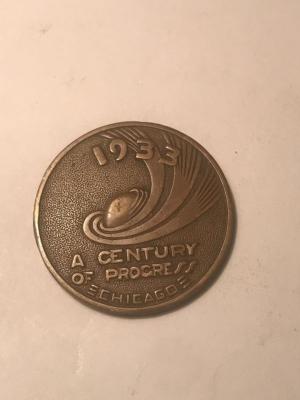 1933
A CENTURY
OF PROGRESS
CHICAGO